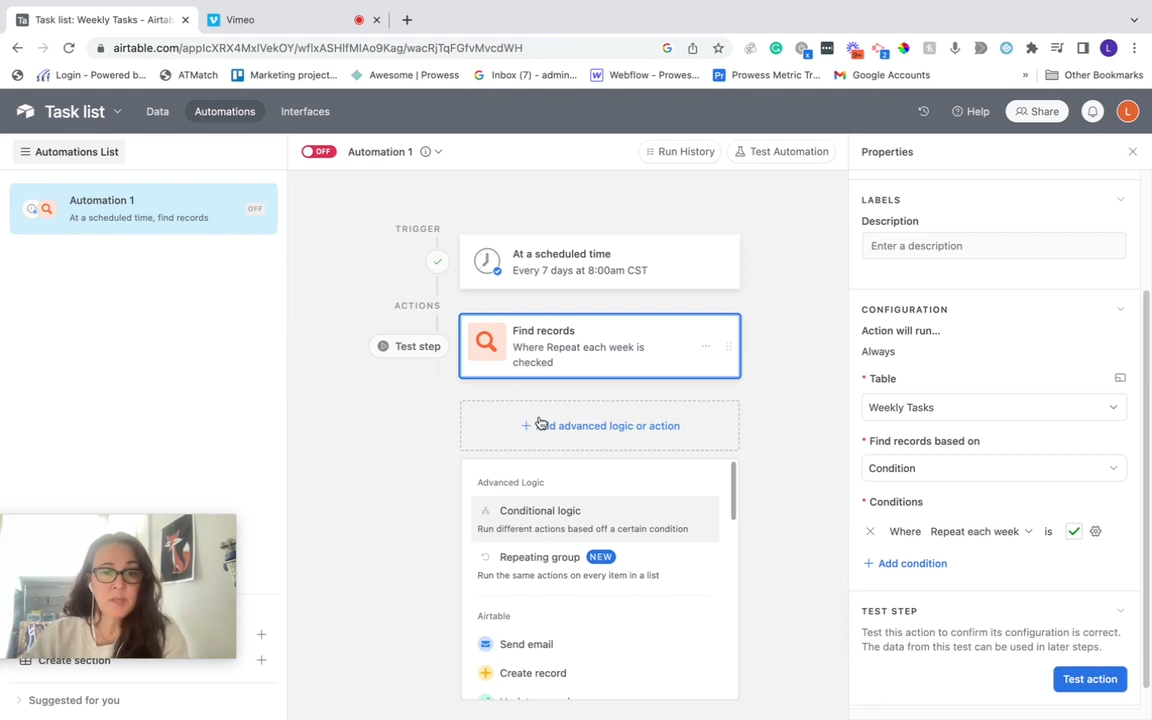 Task list: Weekly Tasks - Airtab
Vimeo
airtable.com/appIcXRX4MxlVekOY/wflxASHlfMIAo9Kag/wacRjTqFGfvMvcdWH
Login - Powered b...
ATMatch
Marketing project...
Awesome | Prowess
Inbox (7) - admin...
Webflow - Prowes...
Prowess Metric Tr...
Google Accounts
»
Other Bookmarks
Task list
Data
Automations
Interfaces
Help
Share
L
Automations List
OFF
Automation 1
Run History
Test Automation
Properties
Automation 1
At a scheduled time, find records
OFF
TRIGGER
At a scheduled time
Every 7 days at 8:00am CST
ACTIONS
Test step
Find records
Where Repeat each week is
checked
dd advanced logic or action
Advanced Logic
Conditional logic
Run different actions based off a certain condition
Repeating group NEW
Run the same actions on every item in a list
Airtable
Send email
Create record
LABELS
Description
Enter a description
CONFIGURATION
Action will run...
Always
* Table
Weekly Tasks
* Find records based on
Condition
* Conditions
Where Repeat each week is
+ Add condition
TEST STEP
Test this action to confirm its configuration is correct.
The data from this test can be used in later steps.
Test action
Create section
Suggested for you